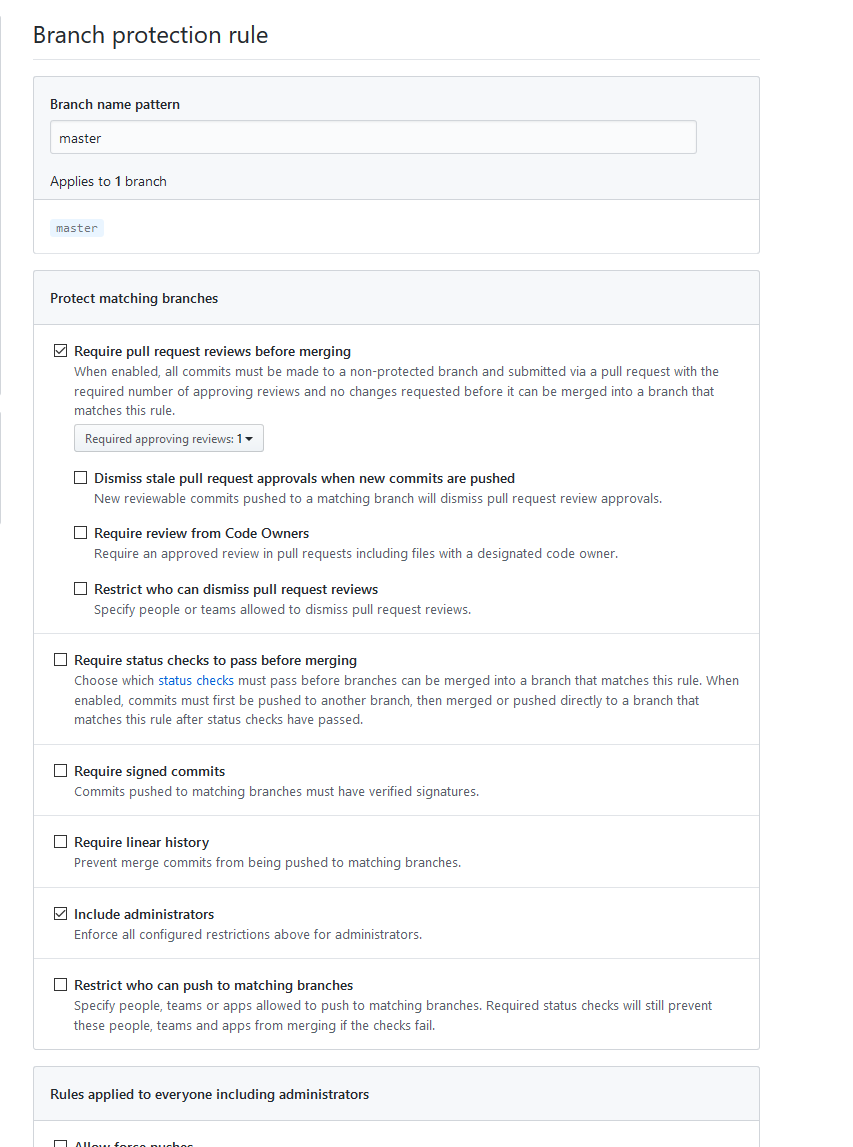 Branch protection rule
Branch name pattern
master
Applies to 1 branch
master
Protect matching branches
Require pull request reviews before merging
When enabled, all commits must be made to a non-protected branch and submitted via a pull request with the
required number of approving reviews and no changes requested before it can be merged into a branch that
matches this rule.
Required approving reviews: 1
Dismiss stale pull request approvals when new commits are pushed
New reviewable commits pushed to a matching branch will dismiss pull request review approvals.
Require review from Code Owners
Require an approved review in pull requests including files with a designated code owner.
Restrict who can dismiss pull request reviews
Specify people or teams allowed to dismiss pull request reviews.
Require status checks to pass before merging
Choose which status checks must pass before branches can be merged into a branch that matches this rule. When
enabled, commits must first be pushed to another branch, then merged or pushed directly to a branch that
matches this rule after status checks have passed.
Require signed commits
Commits pushed to matching branches must have verified signatures.
Require linear history
Prevent merge commits from being pushed to matching branches.
Include administrators
Enforce all configured restrictions above for administrators.
Restrict who can push to matching branches
Specify people, teams or apps allowed to push to matching branches. Required status checks will still prevent
these people, teams and apps from merging if the checks fail.
Rules applied to everyone including administrators
Allow force pushes